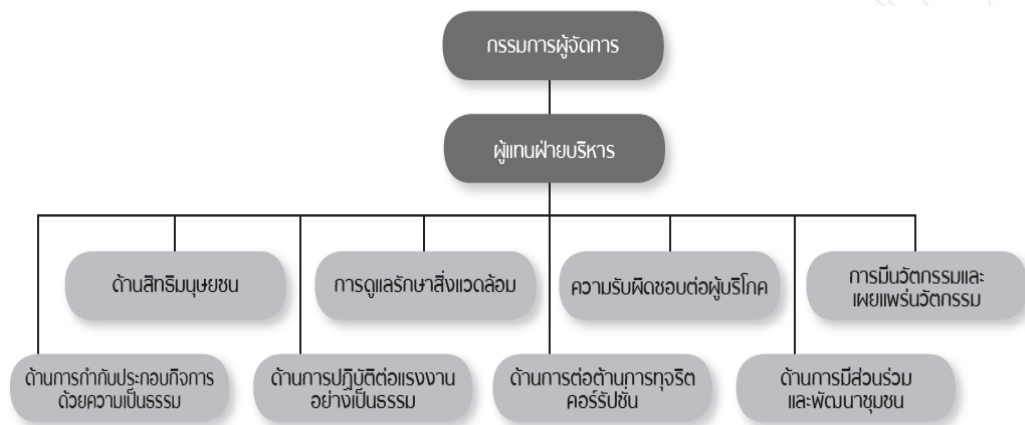 กรรมการผู้จัดการ
ผู้แทนฝ่ายบริหาร
ด้านสิทธิมนุษยชน
การดูแลรักษาสิ่งแวดล้อม
ความรับผิดชอบต่อผู้บริโภค
การมีนวัตกรรมและ
เผยแพร่นวัตกรรม
ด้านการกำกับประกอบกิจการ
ด้วยความเป็นธรรม
ด้านการปฏิบัติต่อแรงงาน
อย่างเป็นธรรม
ด้านการต่อต้านการทุจริต
คอร์รัปชั่น
ด้านการมีส่วนร่วม
และพัฒนาชุมชน